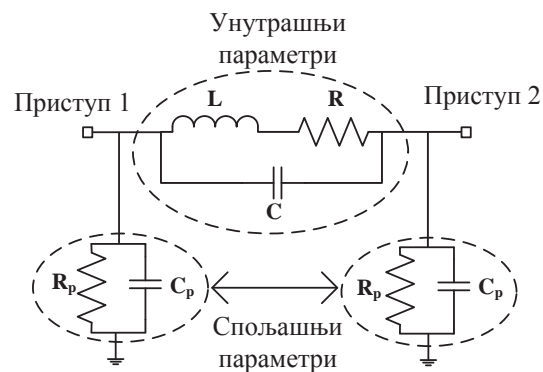 Унутрашњи
параметри
Приступ 1
L
R
Приступ 2
C
Rp
Cp
Rp
Cp
Спољашњи
параметри